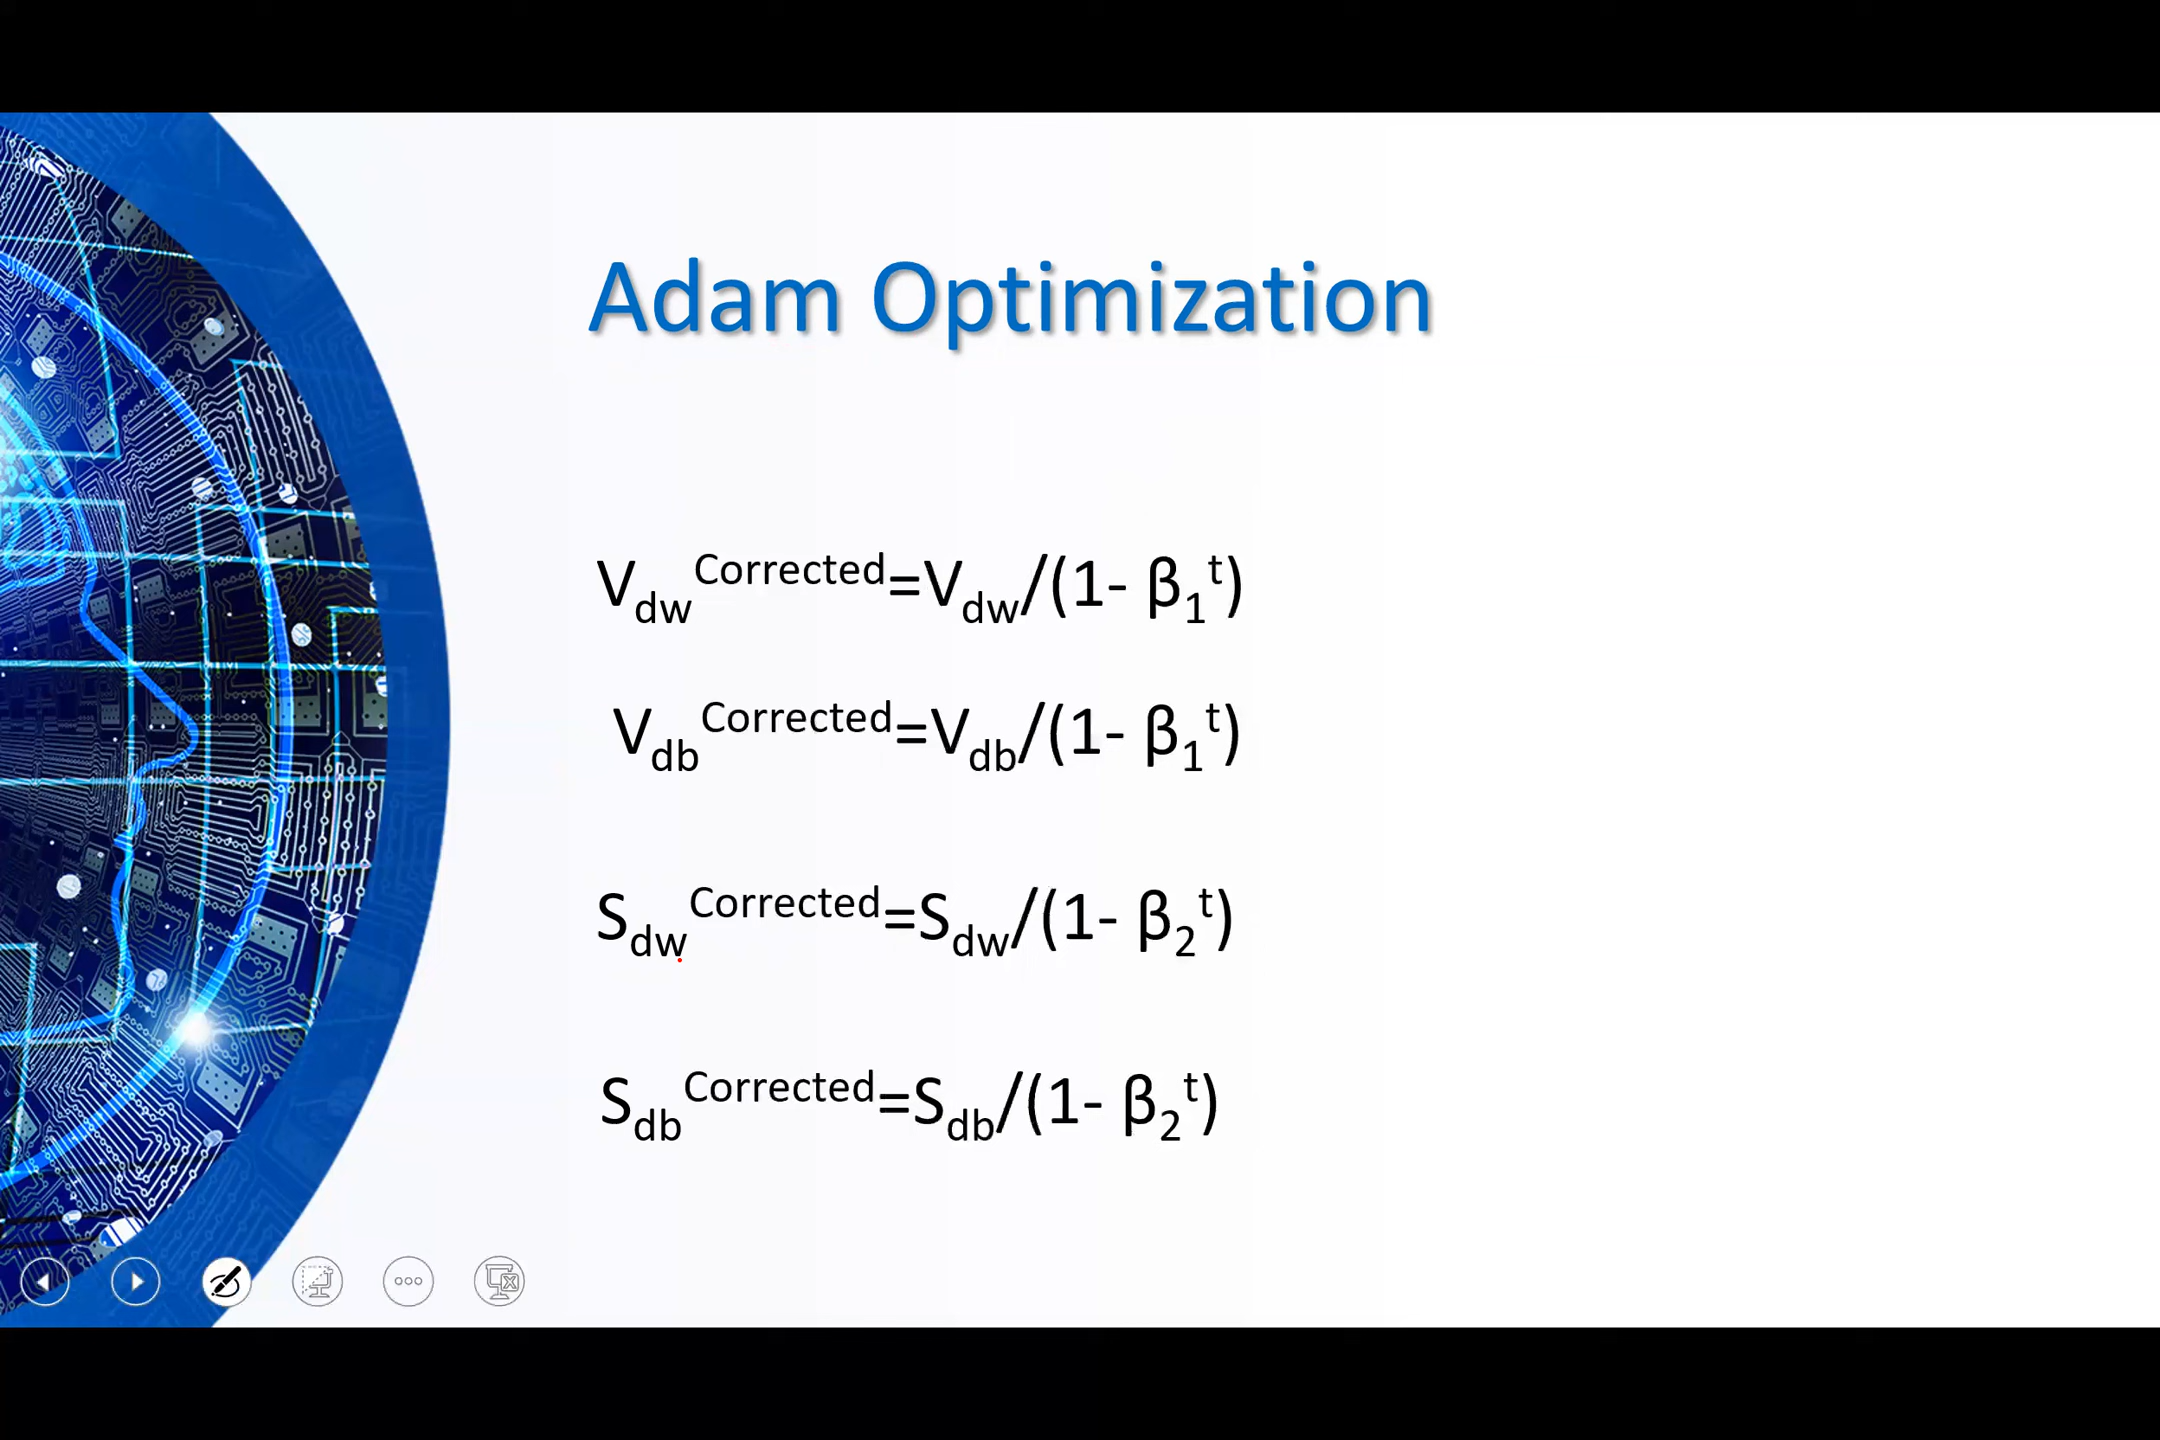 Adam Optimization
V_dw^Corrected=V_dw/(1- β_1^t)
V_db^Corrected=V_db/(1- β_1^t)
S_dw^Corrected=S_dw/(1- β_2^t)
S_db^Corrected=S_db/(1- β_2^t)